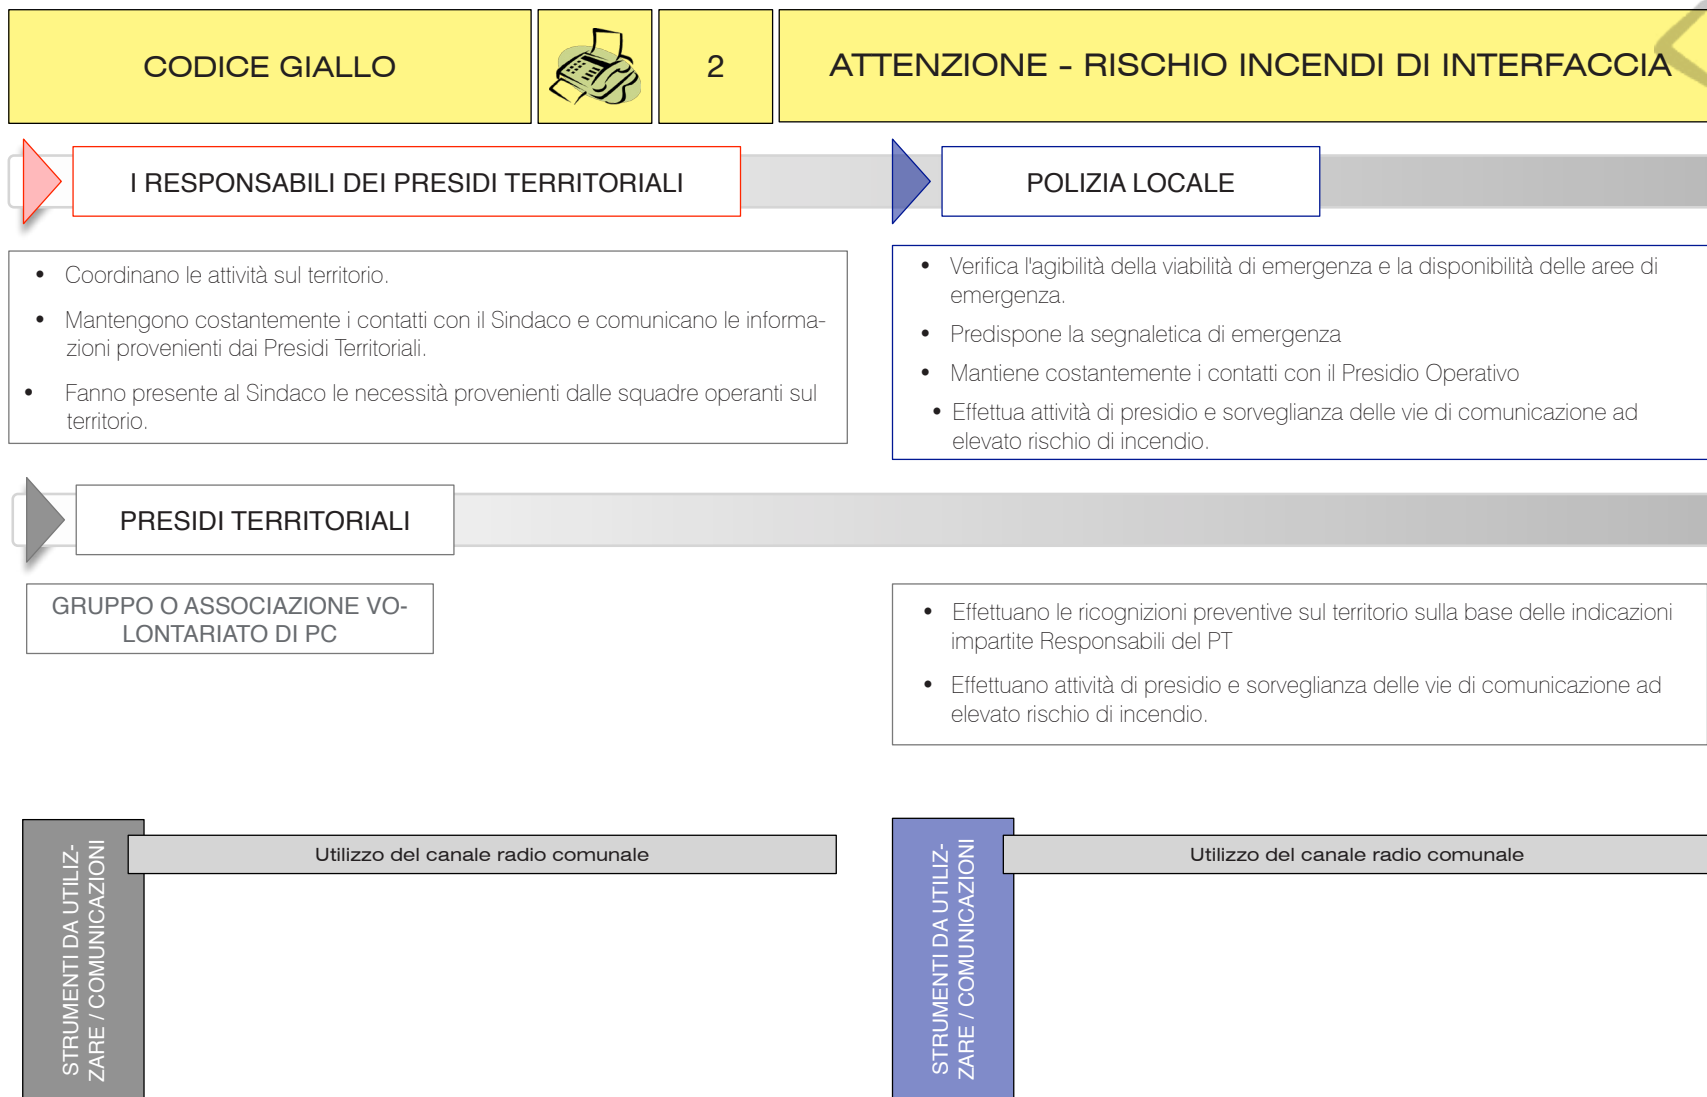 CODICE GIALLO
2
ATTENZIONE - RISCHIO INCENDI DI INTERFACCIA
I RESPONSABILI DEI PRESIDI TERRITORIALI
• Coordinano le attività sul territorio.
• Mantengono costantemente i contatti con il Sindaco e comunicano le informa-
zioni provenienti dai Presidi Territoriali.
• Fanno presente al Sindaco le necessità provenienti dalle squadre operanti sul
territorio.
POLIZIA LOCALE
• Verifica l'agibilità della viabilità di emergenza e la disponibilità delle aree di
emergenza.
• Predispone la segnaletica di emergenza
• Mantiene costantemente i contatti con il Presidio Operativo
• Effettua attività di presidio e sorveglianza delle vie di comunicazione ad
elevato rischio di incendio.
PRESIDI TERRITORIALI
GRUPPO O ASSOCIAZIONE VO-
LONTARIATO DI PC
• Effettuano le ricognizioni preventive sul territorio sulla base delle indicazioni
impartite Responsabili del PT
• Effettuano attività di presidio e sorveglianza delle vie di comunicazione ad
elevato rischio di incendio.
STRUMENTI DA UTILIZ-
ZARE / COMUNICAZIONI
Utilizzo del canale radio comunale
STRUMENTI DA UTILIZ-
ZARE / COMUNICAZIONI
Utilizzo del canale radio comunale